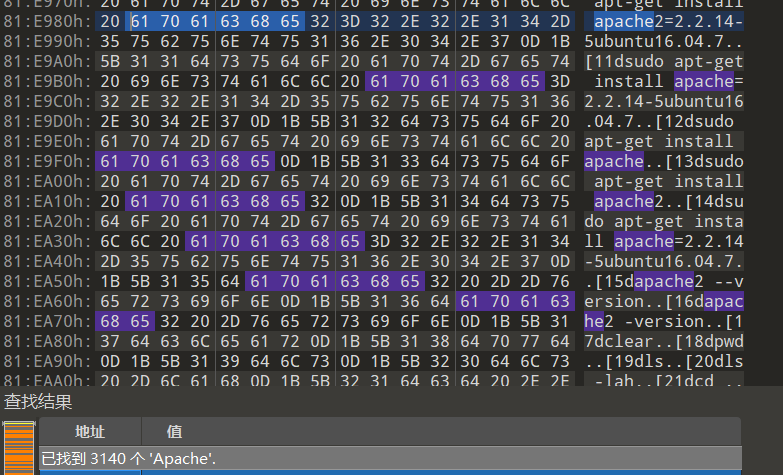 81:E970h: 20 61 70 74 2D 67 65 74 20 69 6E 73 74 61 6C 6C  apt-get install
81:E980h: 20 61 70 61 63 68 65 32 3D 32 2E 32 2E 31 34 2D  apache2=2.2.14-
81:E990h: 35 75 62 75 6E 74 75 31 36 2E 30 34 2E 37 0D 1B 5ubuntu16.04.7..
81:E9A0h: 5B 31 31 64 73 75 64 6F 20 61 70 74 2D 67 65 74 [11dsudo apt-get
81:E9B0h: 20 69 6E 73 74 61 6C 6C 20 61 70 61 63 68 65 3D  install apache=
81:E9C0h: 32 2E 32 2E 31 34 2D 35 75 62 75 6E 74 75 31 36 2.2.14-5ubuntu16
81:E9D0h: 2E 30 34 2E 37 0D 1B 5B 31 32 64 73 75 64 6F 20 .04.7..[12dsudo
81:E9E0h: 61 70 74 2D 67 65 74 20 69 6E 73 74 61 6C 6C 20 apt-get install
81:E9F0h: 61 70 61 63 68 65 0D 1B 5B 31 33 64 73 75 64 6F apache..[13dsudo
81:EA00h: 20 61 70 74 2D 67 65 74 20 69 6E 73 74 61 6C 6C  apt-get install
81:EA10h: 20 61 70 61 63 68 65 32 0D 1B 5B 31 34 64 73 75  apache2..[14dsu
81:EA20h: 64 6F 20 61 70 74 2D 67 65 74 20 69 6E 73 74 61 do apt-get insta
81:EA30h: 6C 6C 20 61 70 61 63 68 65 3D 32 2E 32 2E 31 34 ll apache=2.2.14
81:EA40h: 2D 35 75 62 75 6E 74 75 31 36 2E 30 34 2E 37 0D -5ubuntu16.04.7.
81:EA50h: 1B 5B 31 35 64 61 70 61 63 68 65 32 20 2D 2D 76 .[15dapache2 --v
81:EA60h: 65 72 73 69 6F 6E 0D 1B 5B 31 36 64 61 70 61 63 ersion..[16dapac
81:EA70h: 68 65 32 20 2D 76 65 72 73 69 6F 6E 0D 1B 5B 31 he2 -version..[1
81:EA80h: 37 64 63 6C 65 61 72 0D 1B 5B 31 38 64 70 77 64 7dclear..[18dpwd
81:EA90h: 0D 1B 5B 31 39 64 6C 73 0D 1B 5B 32 30 64 6C 73 ..[19dls..[20dls
81:EAA0h: 20 2D 6C 61 68 0D 1B 5B 32 31 64 63 64 20 2E 2E  -lah..[21dcd ..
查找结果
地址 值
已找到 3140 个 'Apache'.